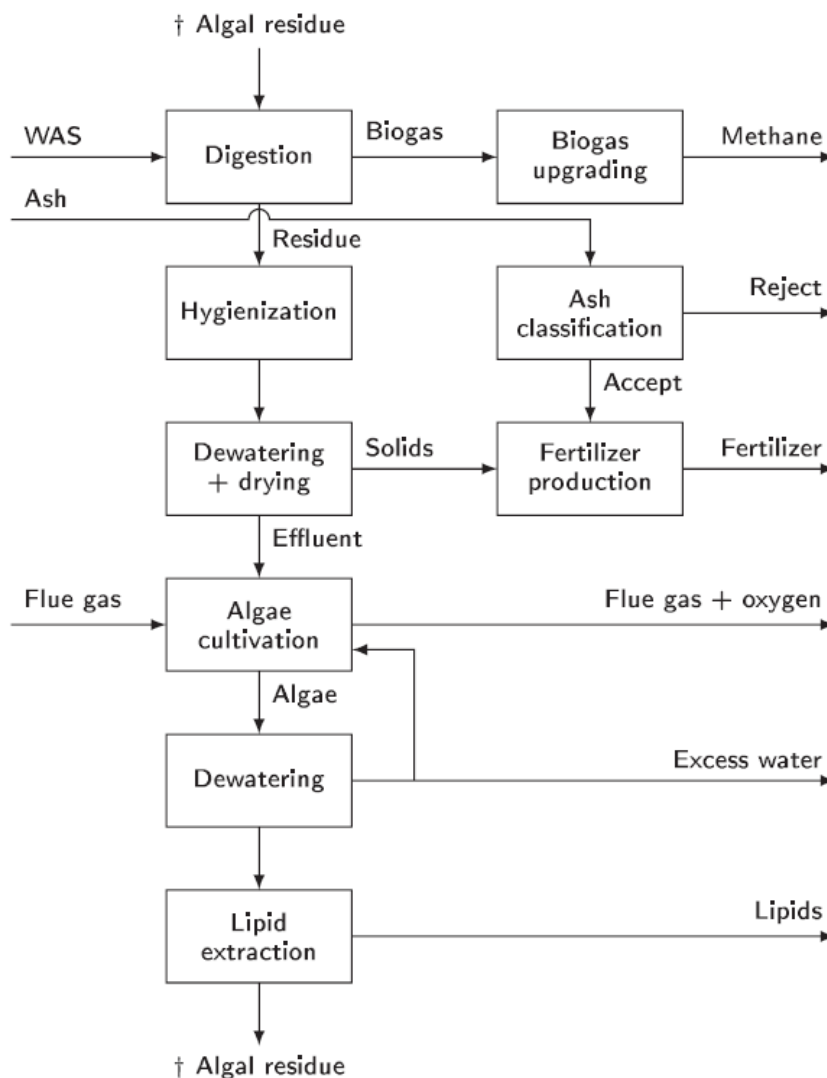 † Algal residue
WAS
Digestion
Biogas
Biogas
upgrading
Methane
Ash
Residue
Hygienization
Ash
classification
Reject
Accept
Dewatering
+ drying
Solids
Fertilizer
production
Fertilizer
Effluent
Flue gas
Algae
cultivation
Flue gas + oxygen
Algae
Dewatering
Excess water
Lipid
extraction
Lipids
† Algal residue